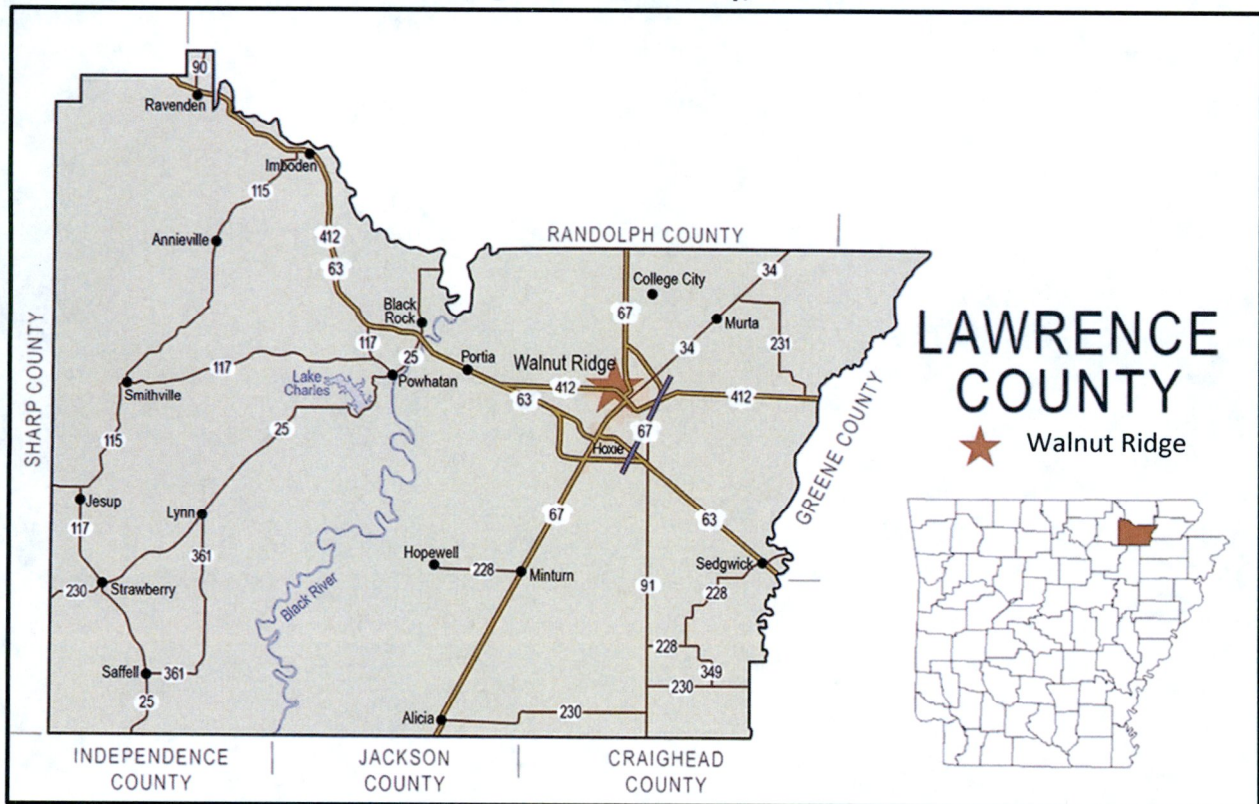 90
Ravenden
Imboden
115
Annieville
412
63
RANDOLPH COUNTY
34
College City
67
Murta
231
34
Black
Rock
117
25
Portia
Walnut Ridge
Powhatan
412
412
63
67
Hoxie
117
Smithville
Lake
Charles
25
115
SHARP COUNTY
GREENE COUNTY
Jesup
Lynn
117
361
67
63
Hopewell
228
Minturn
Sedgwick
228
91
230
Strawberry
Black River
228
349
230
Saffell
361
25
Alicia
230
INDEPENDENCE
COUNTY
JACKSON
COUNTY
CRAIGHEAD
COUNTY
LAWRENCE
COUNTY
Walnut Ridge